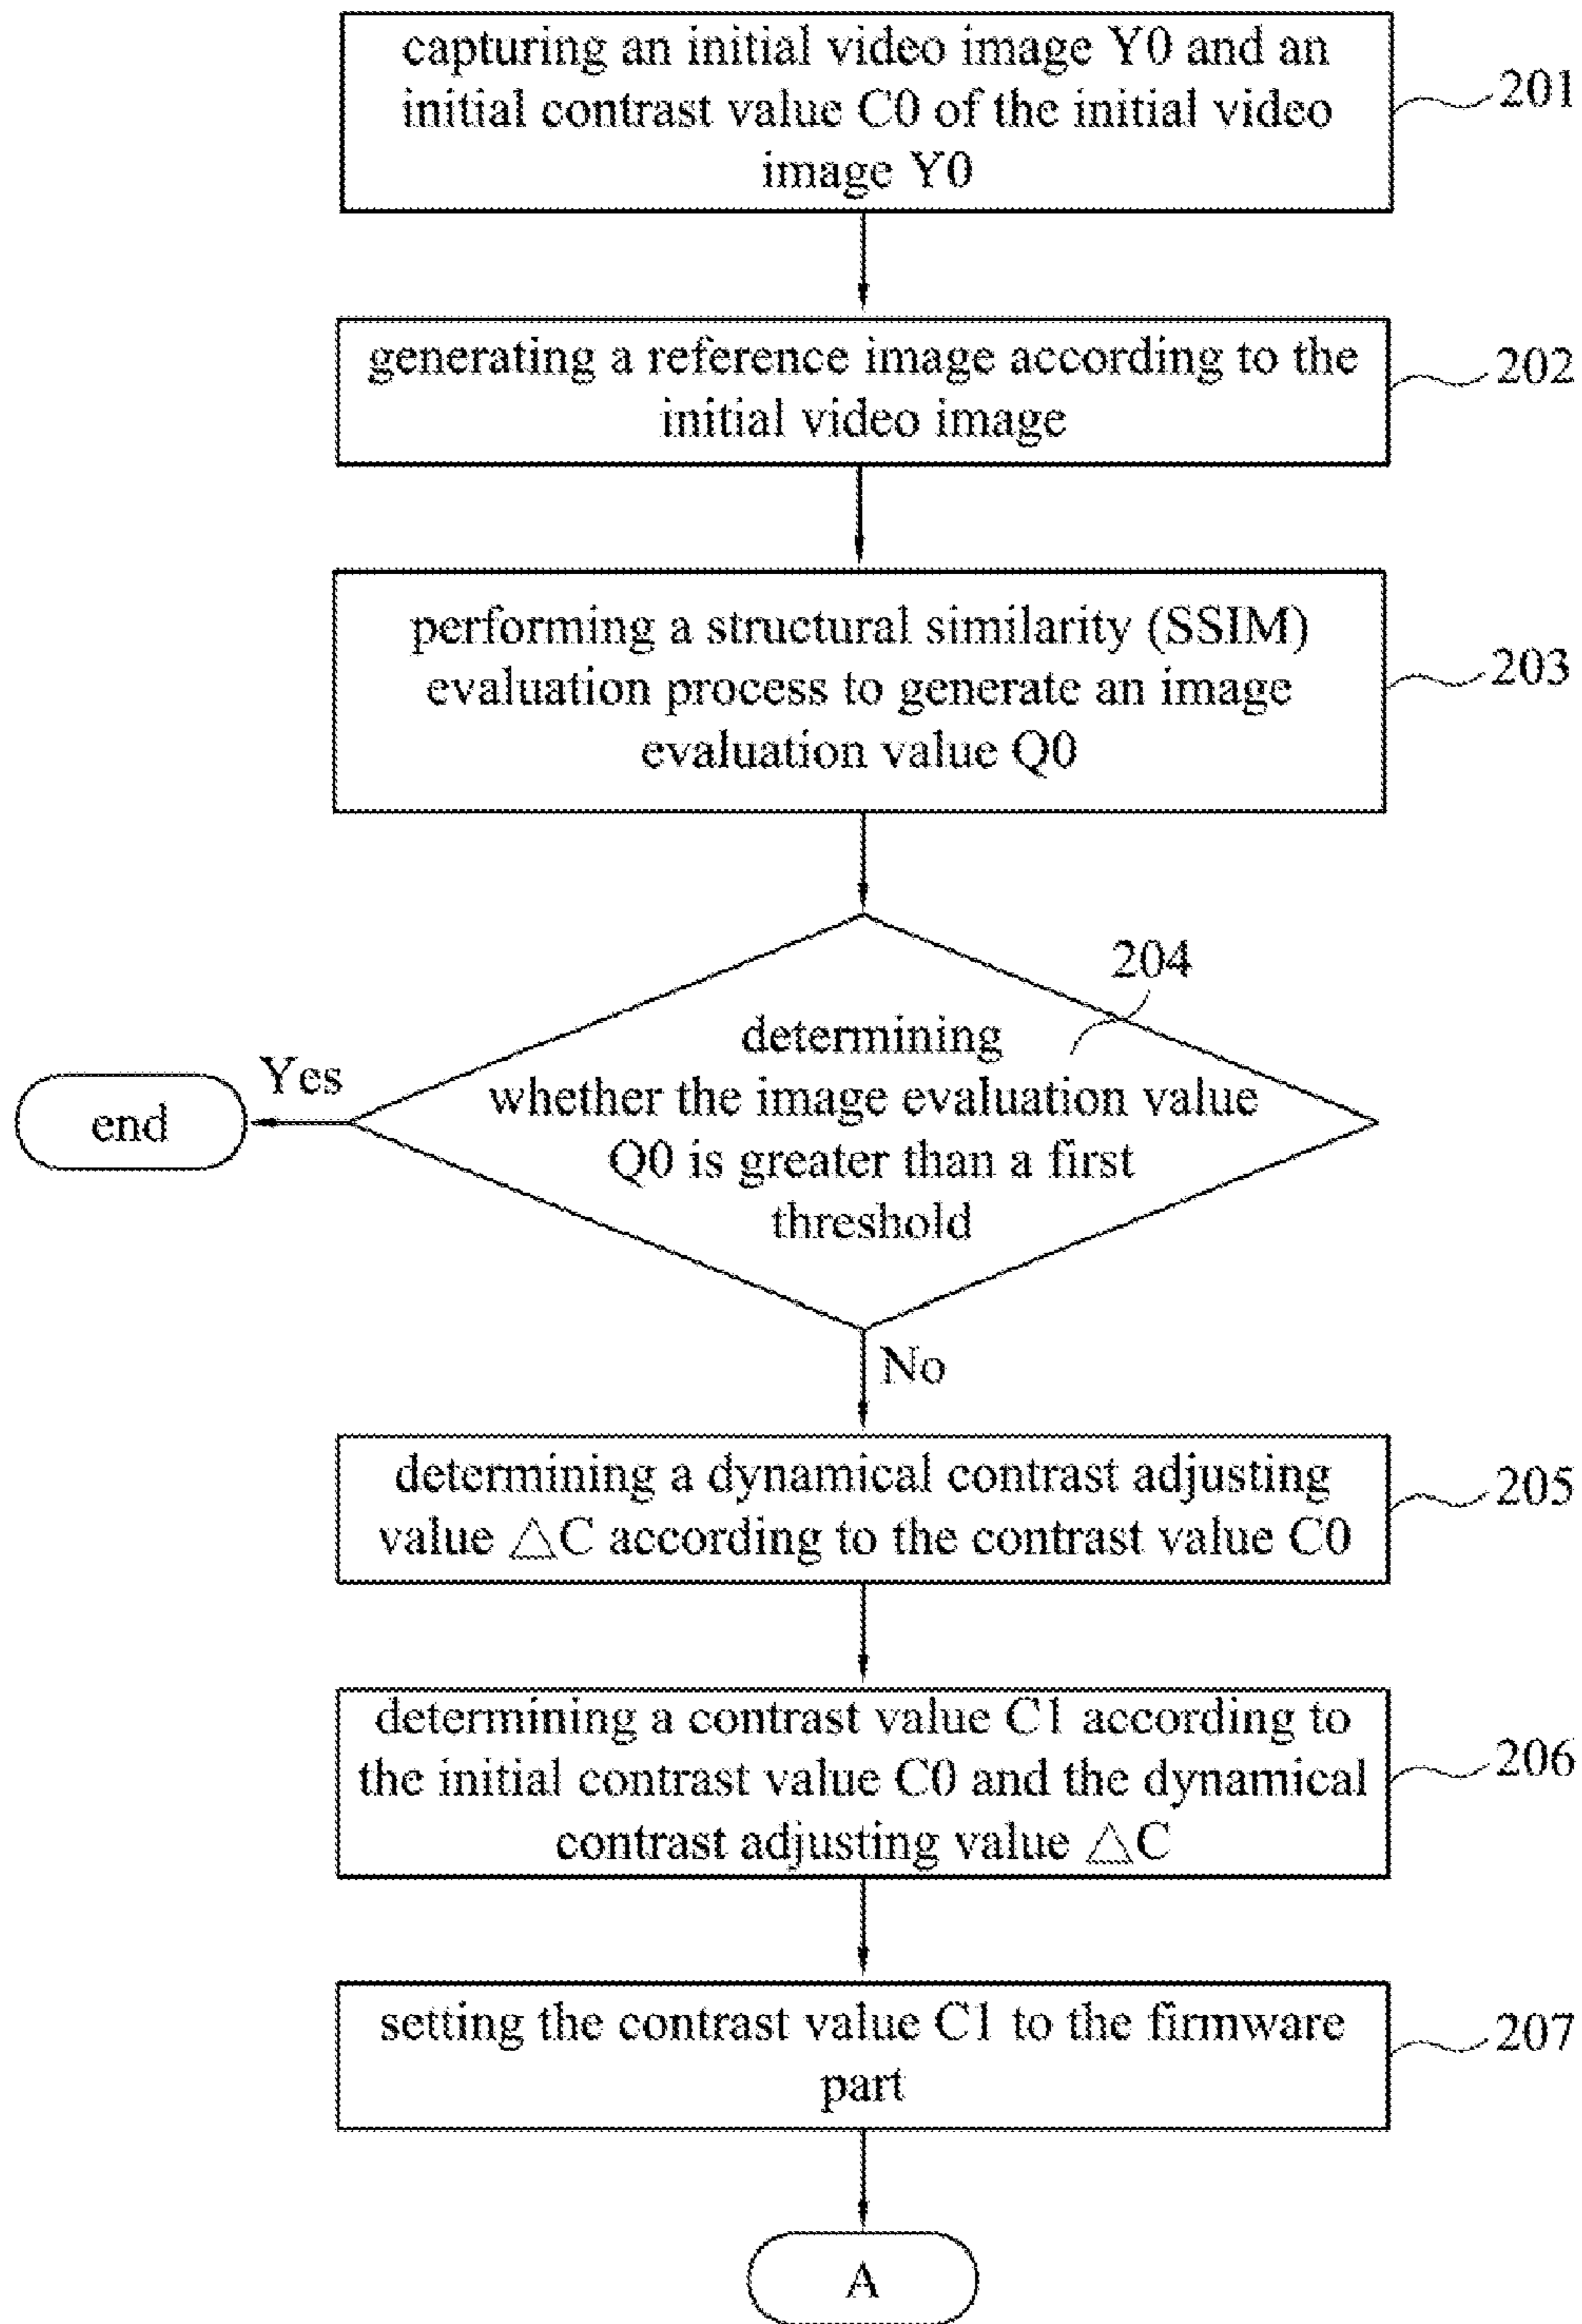 capturing an initial video image Y0 and an
initial contrast value C0 of the initial video
image Y0
201
generating a reference image according to the
initial video image
202
performing a structural similarity (SSIM)
evaluation process to generate an image
evaluation value Q0
203
204
determining
whether the image evaluation value
Q0 is greater than a first
threshold
Yes
end
No
determining a dynamical contrast adjusting
value △C according to the contrast value C0
205
determining a contrast value C1 according to
the initial contrast value C0 and the dynamical
contrast adjusting value △C
206
setting the contrast value C1 to the firmware
part
207
A